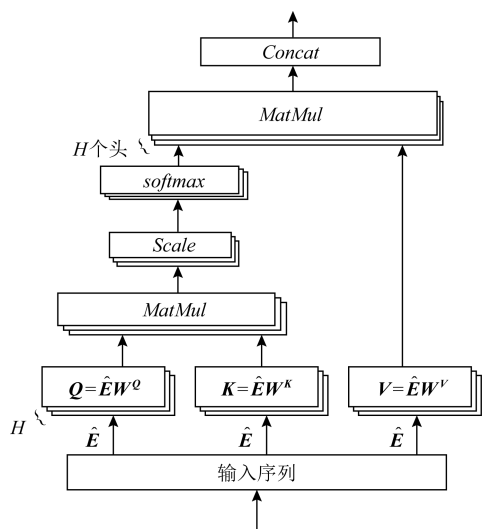 Concat
MatMul
H个头
softmax
Scale
MatMul
Q=ÊW^Q K=ÊW^K V=ÊW^V
H
Ê Ê Ê
输入序列